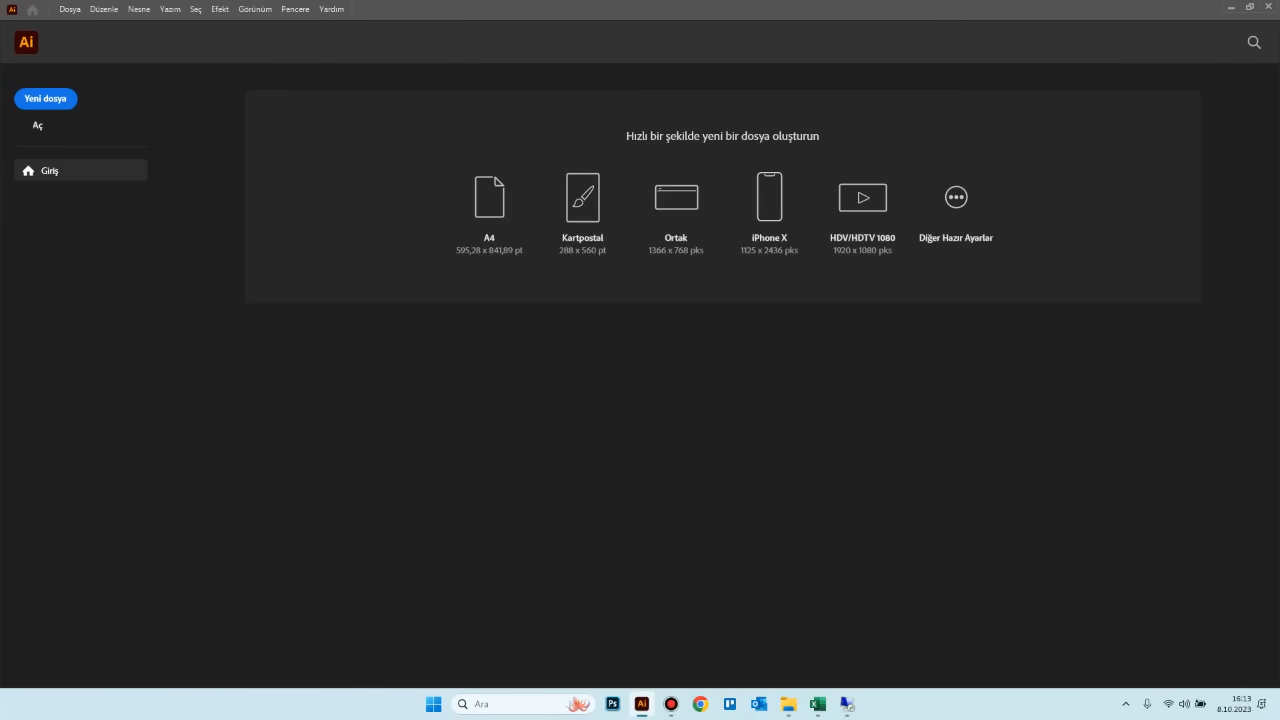 Ai Dosya Düzenle Nesne Yazım Seç Efekt Görünüm Pencere Yardım
Ai
Yeni dosya
Aç
Giriş
Hızlı bir şekilde yeni bir dosya oluşturun
A4 Kartpostal Ortak iPhone X HDV/HDTV 1080 Diğer Hazır Ayarlar
595,28 x 841,89 pt 288 x 560 pt 1366 x 768 pks 1125 x 2436 pks 1920 x 1080 pks
Ara Ps Ai
16:13
8.10.2023